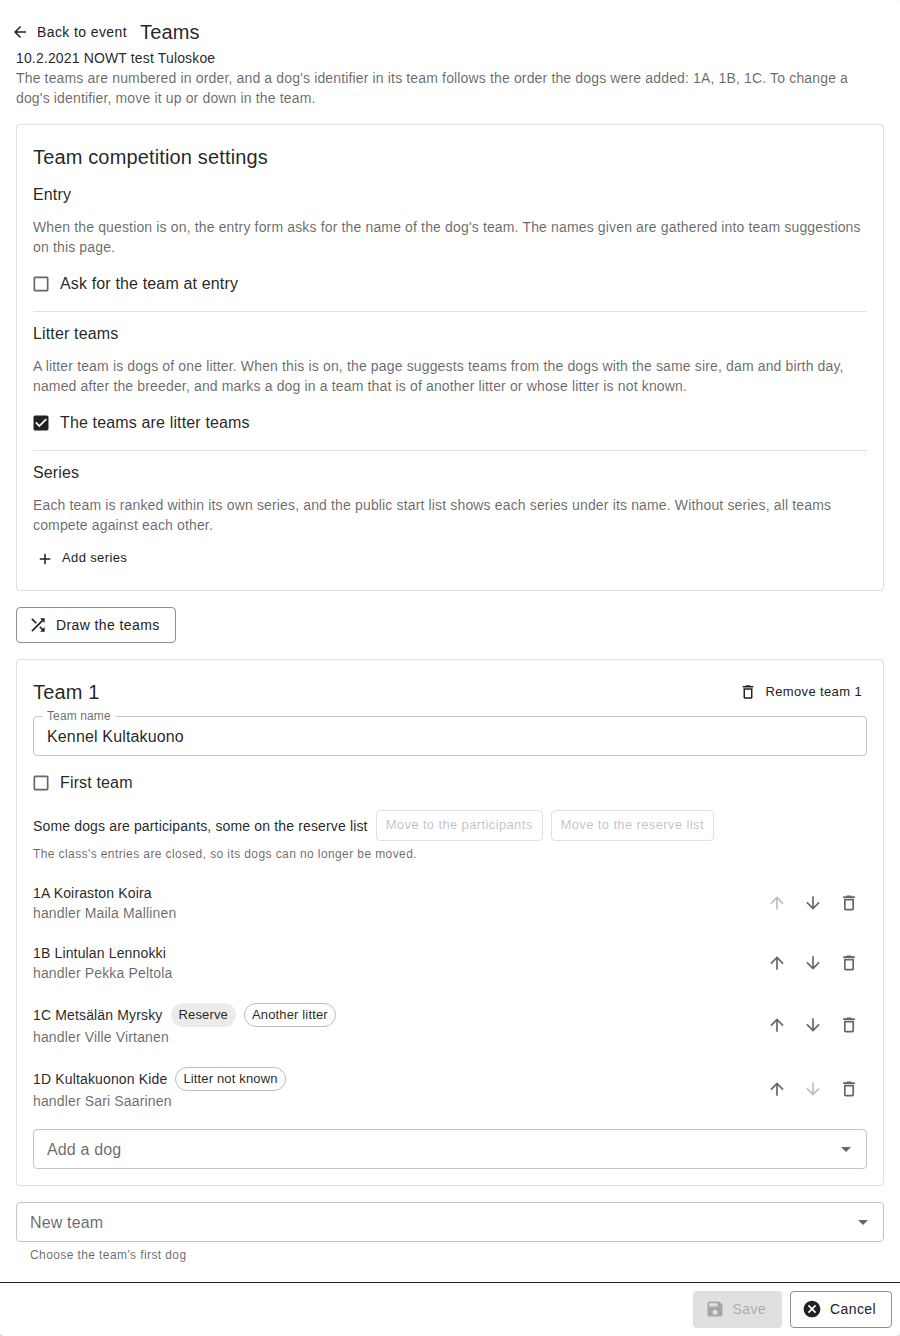 Back to event Teams
10.2.2021 NOWT test Tuloskoe
The teams are numbered in order, and a dog's identifier in its team follows the order the dogs were added: 1A, 1B, 1C. To change a
dog's identifier, move it up or down in the team.
Team competition settings
Entry
When the question is on, the entry form asks for the name of the dog's team. The names given are gathered into team suggestions
on this page.
Ask for the team at entry
Litter teams
A litter team is dogs of one litter. When this is on, the page suggests teams from the dogs with the same sire, dam and birth day,
named after the breeder, and marks a dog in a team that is of another litter or whose litter is not known.
The teams are litter teams
Series
Each team is ranked within its own series, and the public start list shows each series under its name. Without series, all teams
compete against each other.
Add series
Draw the teams
Team 1 Remove team 1
Team name
Kennel Kultakuono
First team
Some dogs are participants, some on the reserve list Move to the participants Move to the reserve list
The class's entries are closed, so its dogs can no longer be moved.
1A Koiraston Koira
handler Maila Mallinen
1B Lintulan Lennokki
handler Pekka Peltola
1C Metsälän Myrsky Reserve Another litter
handler Ville Virtanen
1D Kultakuonon Kide Litter not known
handler Sari Saarinen
Add a dog
New team
Choose the team's first dog
Save Cancel